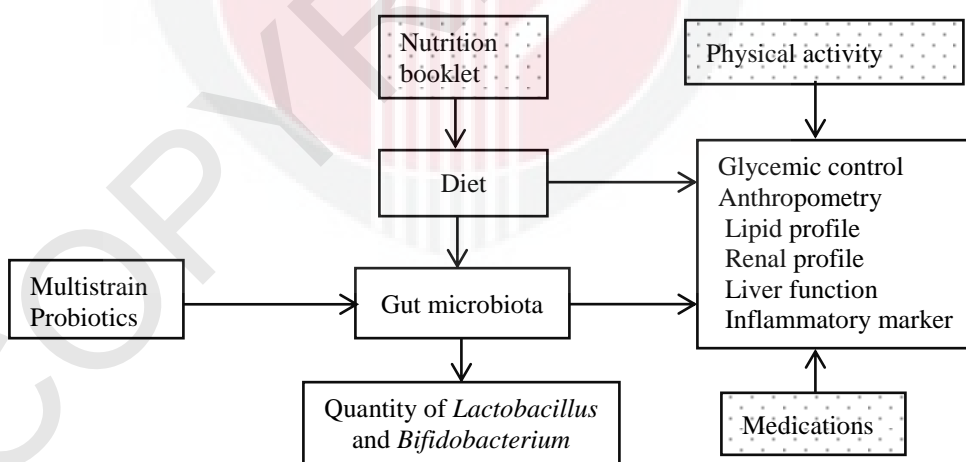 Nutrition
booklet
Physical activity
Diet
Glycemic control
Anthropometry
Lipid profile
Renal profile
Liver function
Inflammatory marker
Multistrain
Probiotics
Gut microbiota
Quantity of Lactobacillus
and Bifidobacterium
Medications
COPYR